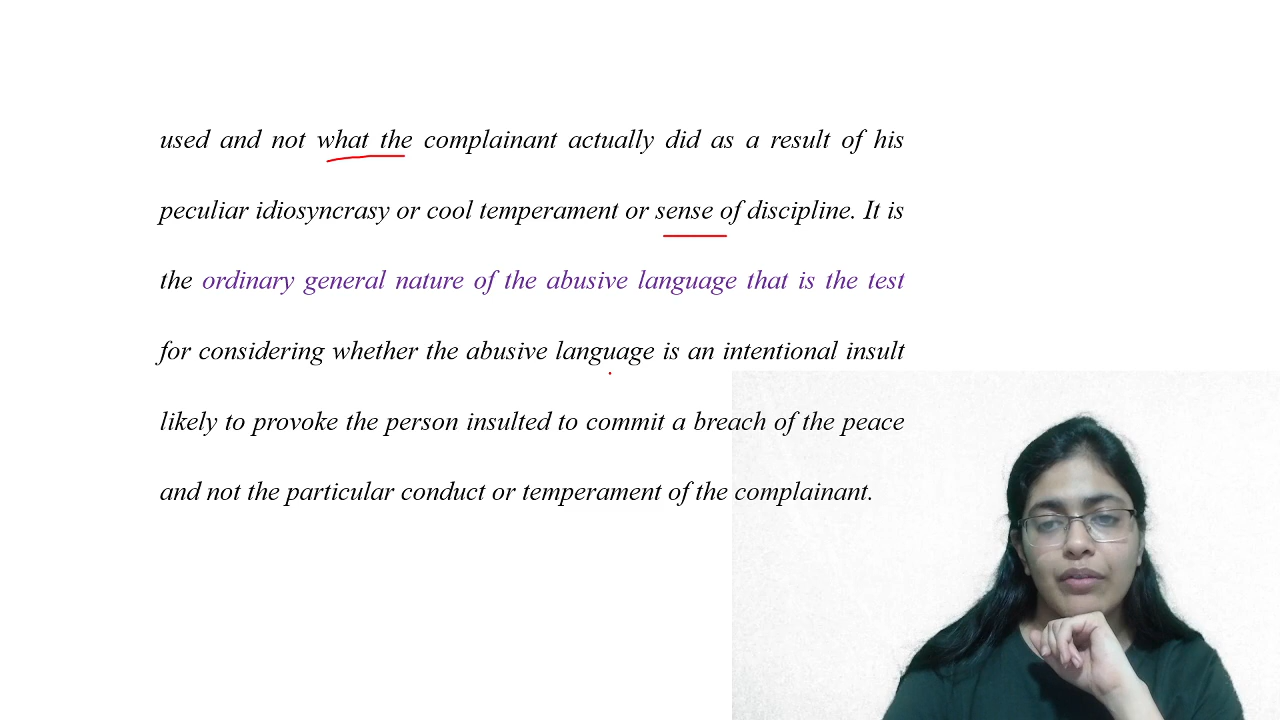 used and not what the complainant actually did as a result of his
peculiar idiosyncrasy or cool temperament or sense of discipline. It is
the ordinary general nature of the abusive language that is the test
for considering whether the abusive language is an intentional insult
likely to provoke the person insulted to commit a breach of the peace
and not the particular conduct or temperament of the complainant.